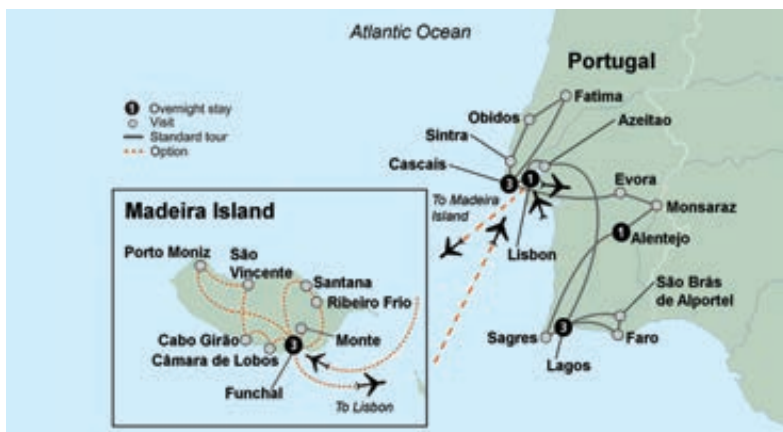 Atlantic Ocean
Portugal
1 Overnight stay
Visit
Standard tour
Option
Obidos
Fatima
Sintra
Azeitao
Cascais
3
1
To Madeira
Island
Evora
Monsaraz
Lisbon
1
Alentejo
São Brás
de Alportel
Sagres
3
Faro
Lagos
Madeira Island
Porto Moniz
São
Vincente
Santana
Ribeiro Frio
Cabo Girão
Monte
Câmara de Lobos
3
Funchal
To Lisbon